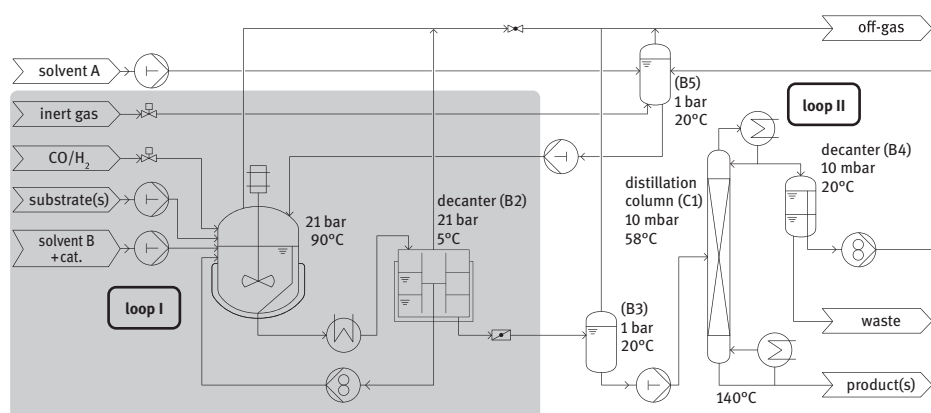 off-gas
solvent A
(B5)
1 bar
20°C
loop II
inert gas
CO/H2
decanter (B4)
10 mbar
20°C
substrate(s)
distillation
column (C1)
10 mbar
58°C
decanter (B2)
21 bar
5°C
21 bar
90°C
solvent B
+cat.
loop I
(B3)
1 bar
20°C
waste
140°C
product(s)